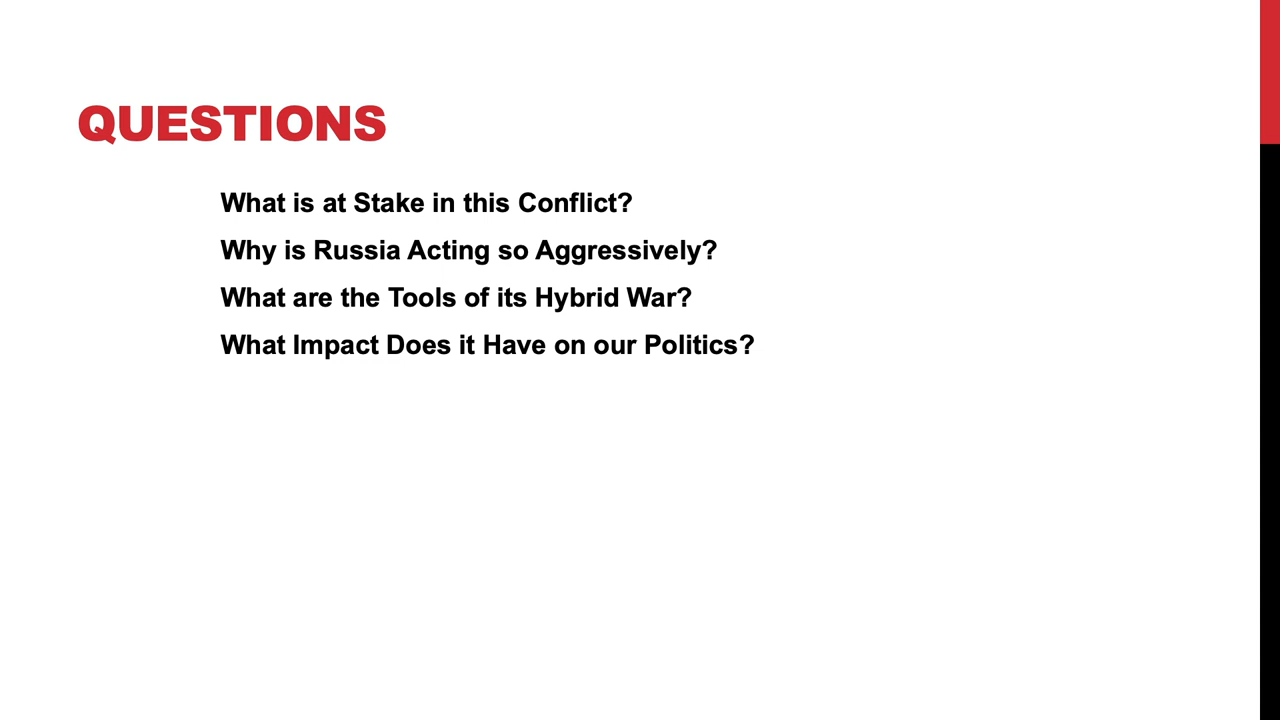 QUESTIONS
What is at Stake in this Conflict?
Why is Russia Acting so Aggressively?
What are the Tools of its Hybrid War?
What Impact Does it Have on our Politics?